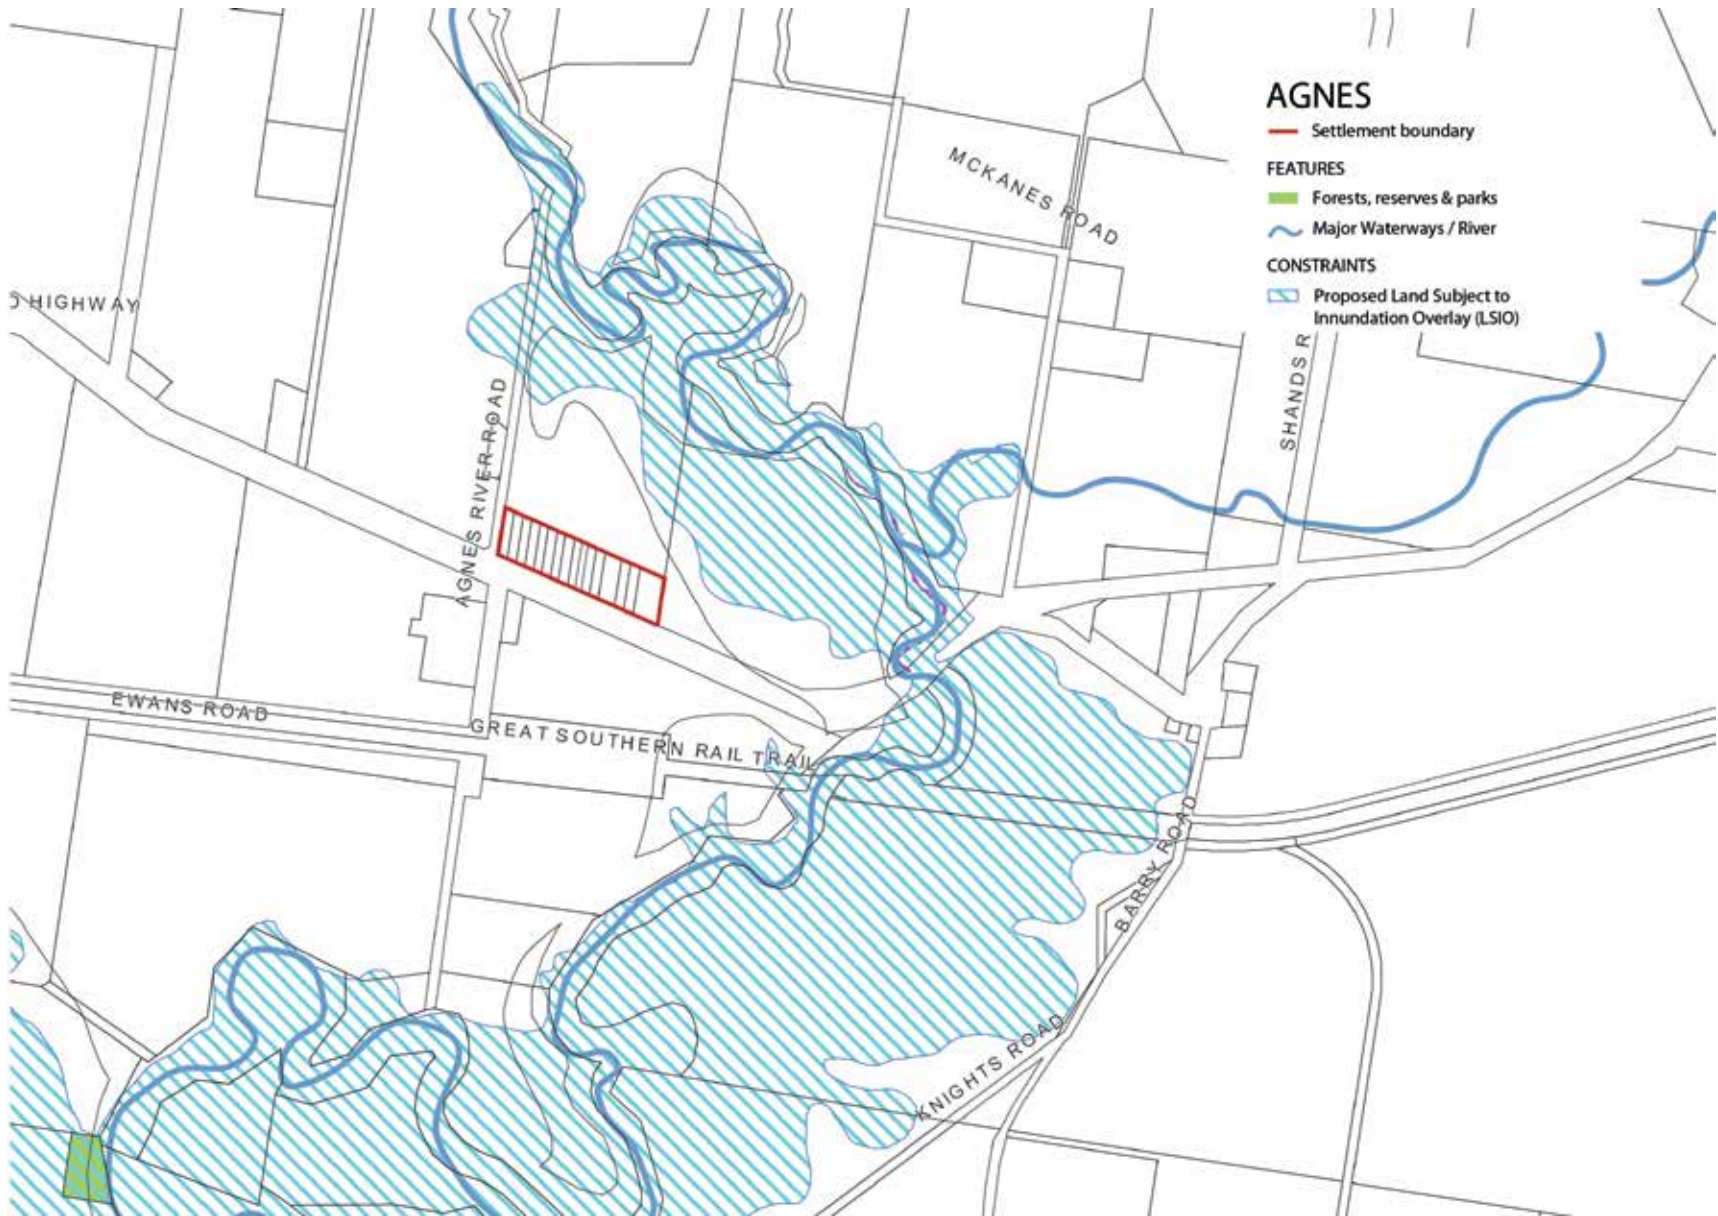 AGNES
Settlement boundary
FEATURES
Forests, reserves & parks
Major Waterways / River
CONSTRAINTS
Proposed Land Subject to
Innundation Overlay (LSIO)
MCKANES ROAD
HIGHWAY
SHANDS R
AGNES RIVER ROAD
EWANS ROAD
GREAT SOUTHERN RAIL TRAIL
BARRY ROAD
KNIGHTS ROAD